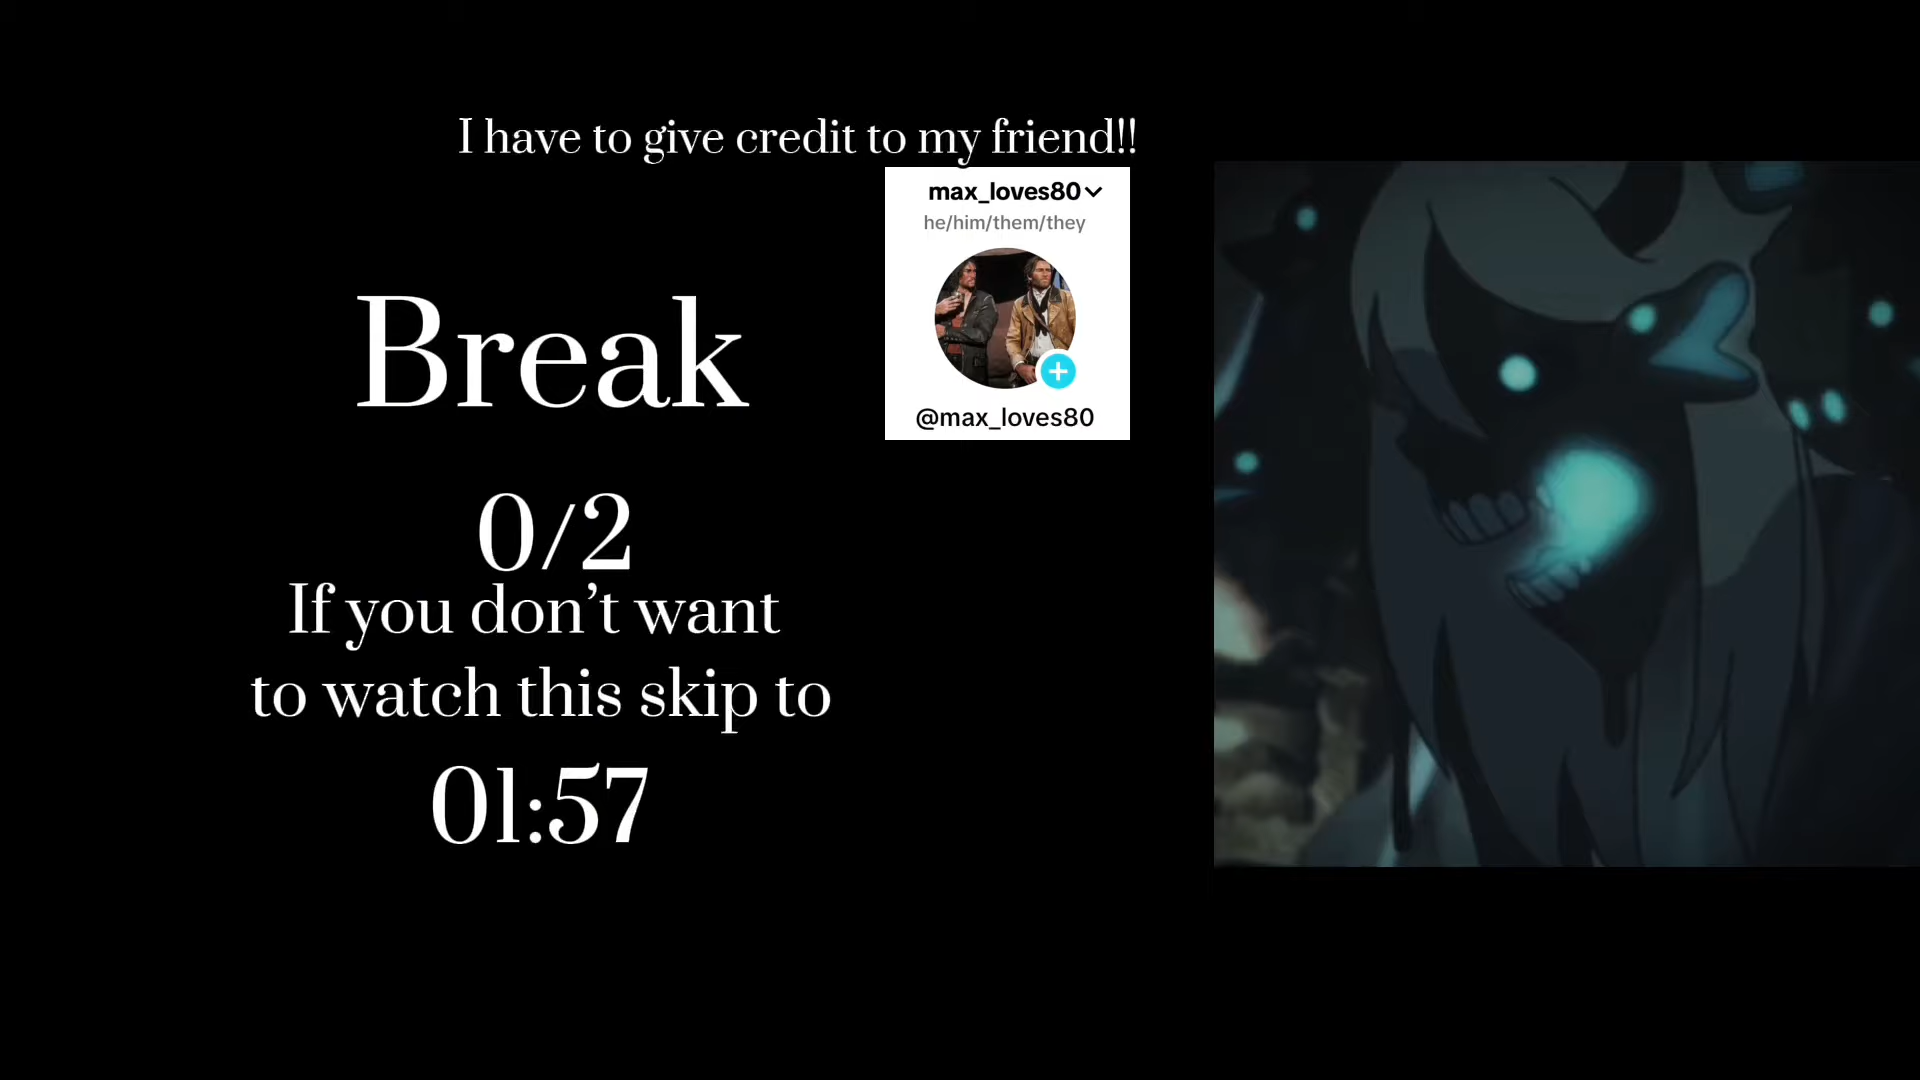 I have to give credit to my friend!!
max_loves80
he/him/them/they
@max_loves80
Break
0/2
If you don’t want
to watch this skip to
01:57